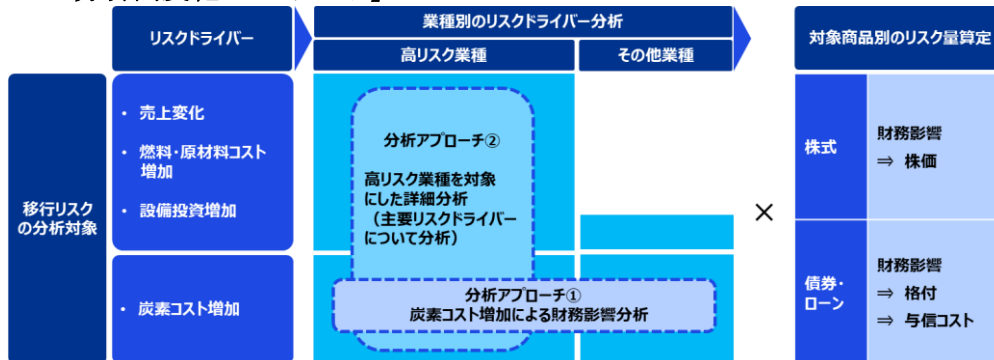 リスクドライバー
業種別のリスクドライバー分析
高リスク業種
その他業種
対象商品別のリスク量算定
移行リスク
の分析対象
・ 売上変化
・ 燃料・原材料コスト
増加
・ 設備投資増加
・ 炭素コスト増加
分析アプローチ②
高リスク業種を対象
にした詳細分析
（主要リスクドライバー
について分析）
分析アプローチ①
炭素コスト増加による財務影響分析
×
株式
財務影響
⇒ 株価
債券・
ローン
財務影響
⇒ 格付
⇒ 与信コスト